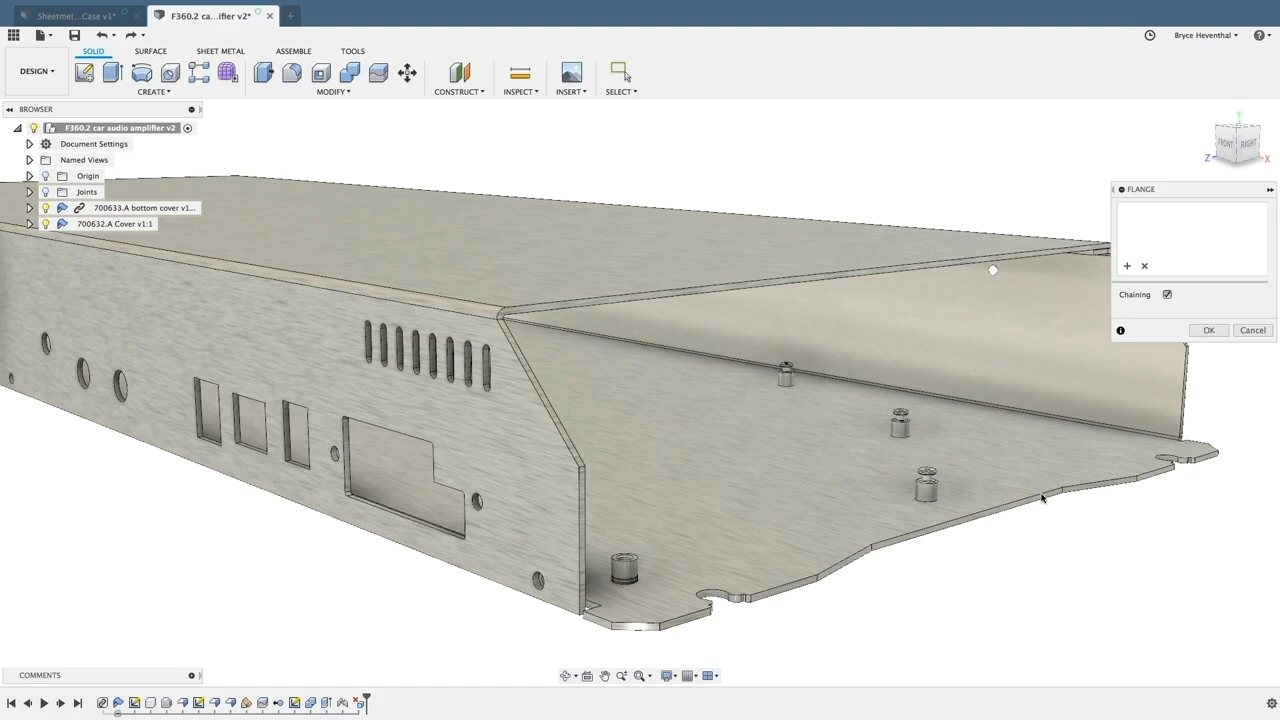 Sheetmet...Case v1*
F360.2 ca...ifier v2*
Bryce Heventhal
DESIGN
SOLID
SURFACE
SHEET METAL
ASSEMBLE
TOOLS
CREATE
MODIFY
CONSTRUCT
INSPECT
INSERT
SELECT
BROWSER
F360.2 car audio amplifier v2
Document Settings
Named Views
Origin
Joints
700633.A bottom cover v1...
700632.A Cover v1:1
FRONT
RIGHT
Y
Z
X
FLANGE
Chaining
OK
Cancel
COMMENTS